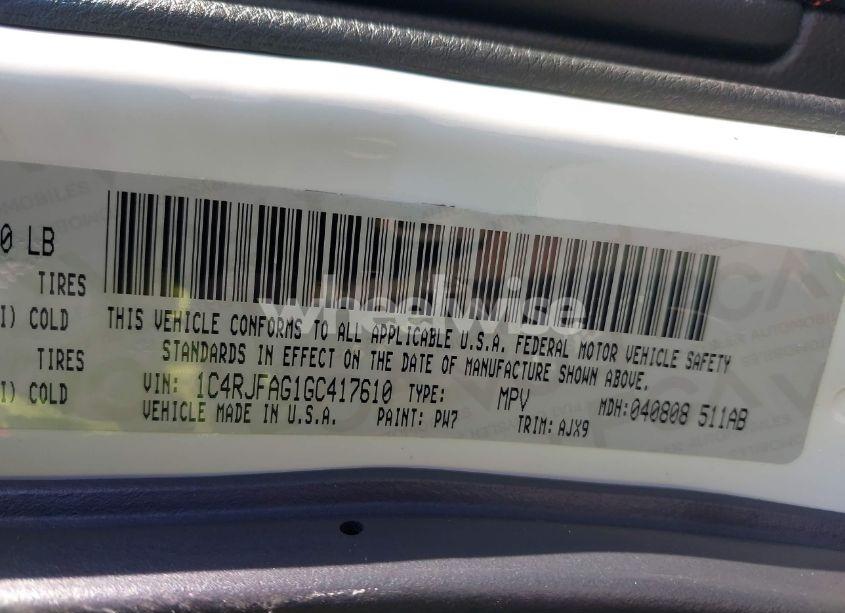 0 LB
TIRES
I) COLD
TIRES
I) COLD
THIS VEHICLE CONFORMS TO ALL APPLICABLE U.S.A. FEDERAL MOTOR VEHICLE SAFETY
STANDARDS IN EFFECT ON THE DATE OF MANUFACTURE SHOWN ABOVE.
VIN: 1C4RJFAG1GC417610 TYPE: MPV MDH:040808 511AB
VEHICLE MADE IN U.S.A. PAINT: PW7 TRIM: AJX9
wheelwise